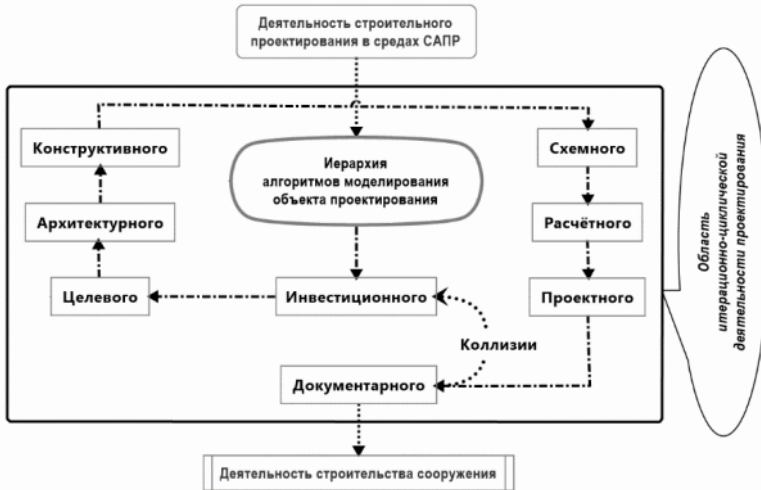 Деятельность строительного
проектирования в средах САПР
Конструктивного
Иерархия
алгоритмов моделирования
объекта проектирования
Схемного
Архитектурного
Расчётного
Целевого
Инвестиционного
Проектного
Коллизии
Документарного
Деятельность строительства сооружения
Область
итерационно-циклической
деятельности проектирования